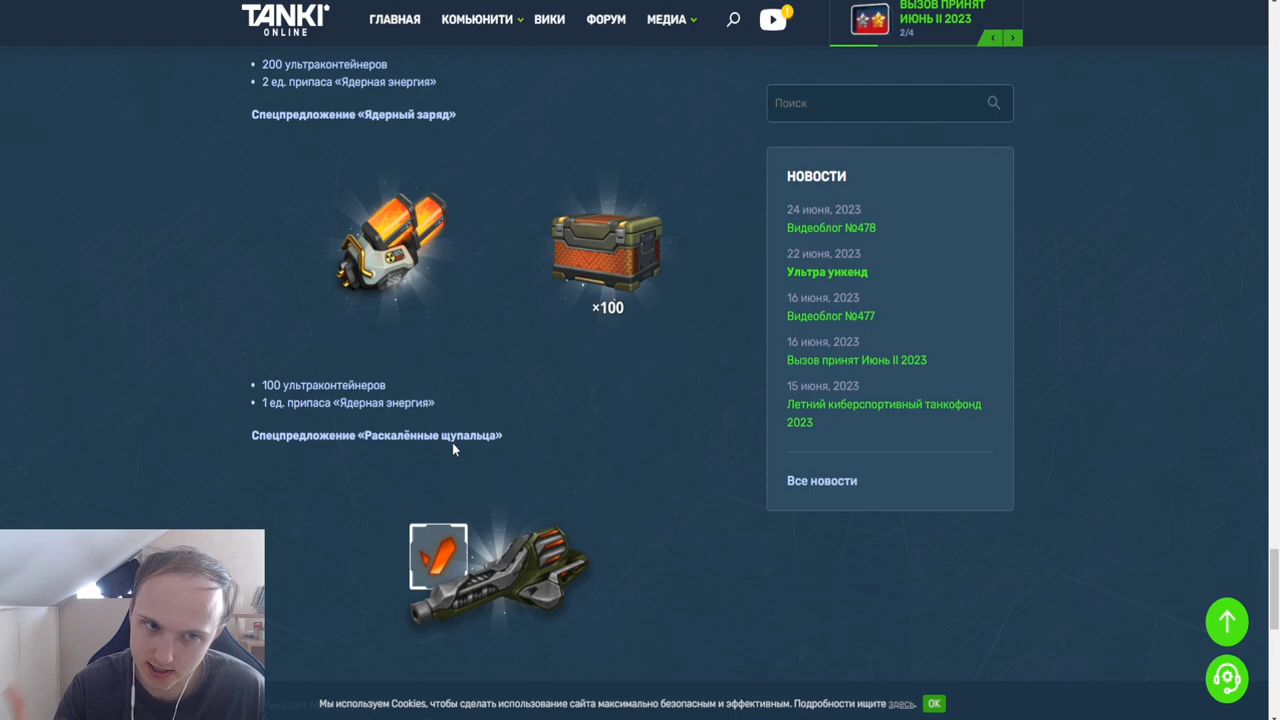 TANKI
ONLINE
ГЛАВНАЯ
КОМЬЮНИТИ
ВИКИ
ФОРУМ
МЕДИА
ВЫЗОВ ПРИНЯТ
ИЮНЬ II 2023
2/4
200 ультраконтейнеров
2 ед. припаса «Ядерная энергия»
Спецпредложение «Ядерный заряд»
×100
100 ультраконтейнеров
1 ед. припаса «Ядерная энергия»
Спецпредложение «Раскалённые щупальца»
Поиск
НОВОСТИ
24 июня, 2023
Видеоблог №478
22 июня, 2023
Ультра уикенд
16 июня, 2023
Видеоблог №477
16 июня, 2023
Вызов принят Июнь II 2023
15 июня, 2023
Летний киберспортивный танкофонд
2023
Все новости
Мы используем Cookies, чтобы сделать использование сайта максимально безопасным и эффективным. Подробности ищите здесь.
OK